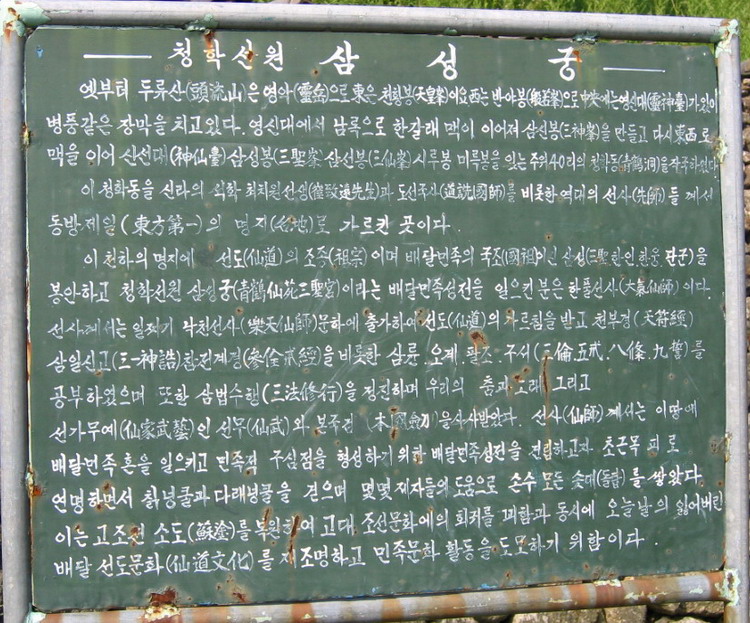 청학선원 삼성궁
옛부터 두류산(頭流山)은 영악(靈岳)으로 東은 천황봉(天皇峯)이요 西는 반야봉(般若峯)으로 中央에는 영신대(靈神臺)가 있어
병풍같은 장막을 치고 있다. 영신대에서 남록으로 한갈래 맥이 이어져 삼신봉(三神峯)을 만들고 다시 東西로
맥을 이어 산선대(神仙臺) 삼성봉(三聖峯) 삼선봉(三仙峯) 시루봉 미륵봉을 잇는 주위 40리의 청학동(靑鶴洞)을
이 청학동을 신라의 최치원선생(崔致遠先生)과 도선국사(道詵國師)를 비롯한 역대의 선사(先師)들 께서
동방제일(東方第一)의 명지(名地)로 가르킨 곳이다.
이 천하의 명지에 선도(仙道)의 조종(祖宗)이며 배달민족의 국조(國祖)이신 삼성(三聖 한인 한웅 단군)을
봉안하고 청학선원 삼성궁(靑鶴仙苑三聖宮)이라는 배달민족성전을 일으킨 분은 한풀선사(大氣仙師)이다.
선사께서는 일찌기 낙천선사(樂天仙師)문하에 출가하여 선도(仙道)의 가르침을 받고 천부경(天符經)
삼일신고(三一神誥) 참전계경(參佺戒經)을 비롯한 삼륜 오계 팔조 구서(三倫五戒 八條 九誓)를
공부하였으며 또한 삼법수행(三法修行)을 정진하며 우리의 춤과 노래 그리고
선가무예(仙家武藝)인 선무(仙武)와 본국검(本國劍)을 사사받았다. 선사(仙師)께서는 이땅에
배달민족혼을 일으키고 민족적 구심점을 형성하기 위한 배달민족성전을 건립하고자 초근목피로
연명하면서 칡넝쿨과 다래넝쿨을 걷으며 몇몇 제자들의 도움으로 손수 모든 솟대(돌탑)를 쌓았다.
이는 고조선 소도(蘇塗)를 복원하여 고대 조선문화에의 회귀를 꾀함과 동시에 오늘날의 잃어버린
배달 선도문화(仙道文化)를 재조명하고 민족문화 활동을 도모하기 위함이다.